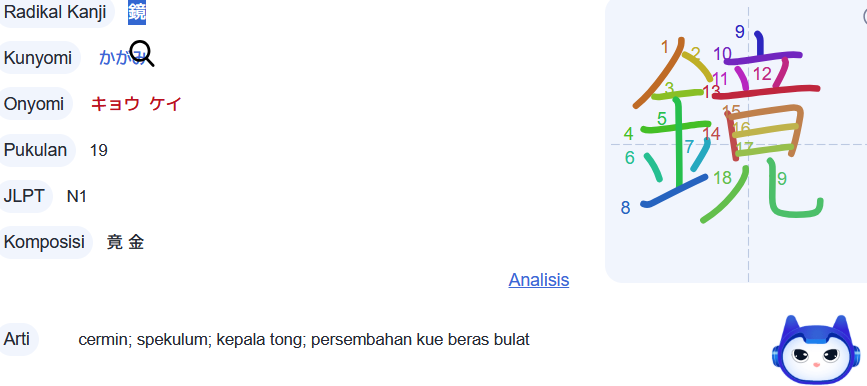 Radikal Kanji 鏡
Kunyomi かがみ
Onyomi キョウ ケイ
Pukulan 19
JLPT N1
Komposisi 竟 金
Analisis
Arti cermin; spekulum; kepala tong; persembahan kue beras bulat
鏡
1
2
3
4
5
6
7
8
9
10
11
12
13
14
15
16
17
18
9